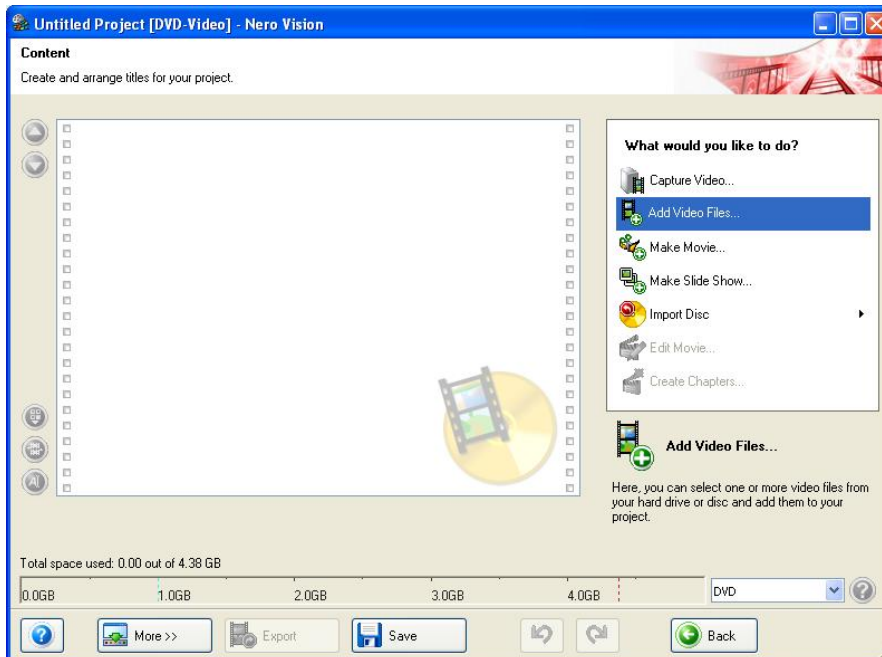 Untitled Project [DVD-Video] - Nero Vision
Content
Create and arrange titles for your project.
What would you like to do?
Capture Video...
Add Video Files...
Make Movie...
Make Slide Show...
Import Disc
Edit Movie...
Create Chapters...
Add Video Files...
Here, you can select one or more video files from
your hard drive or disc and add them to your
project.
Total space used: 0.00 out of 4.38 GB
0.0GB 1.0GB 2.0GB 3.0GB 4.0GB DVD
More >> Export Save Back